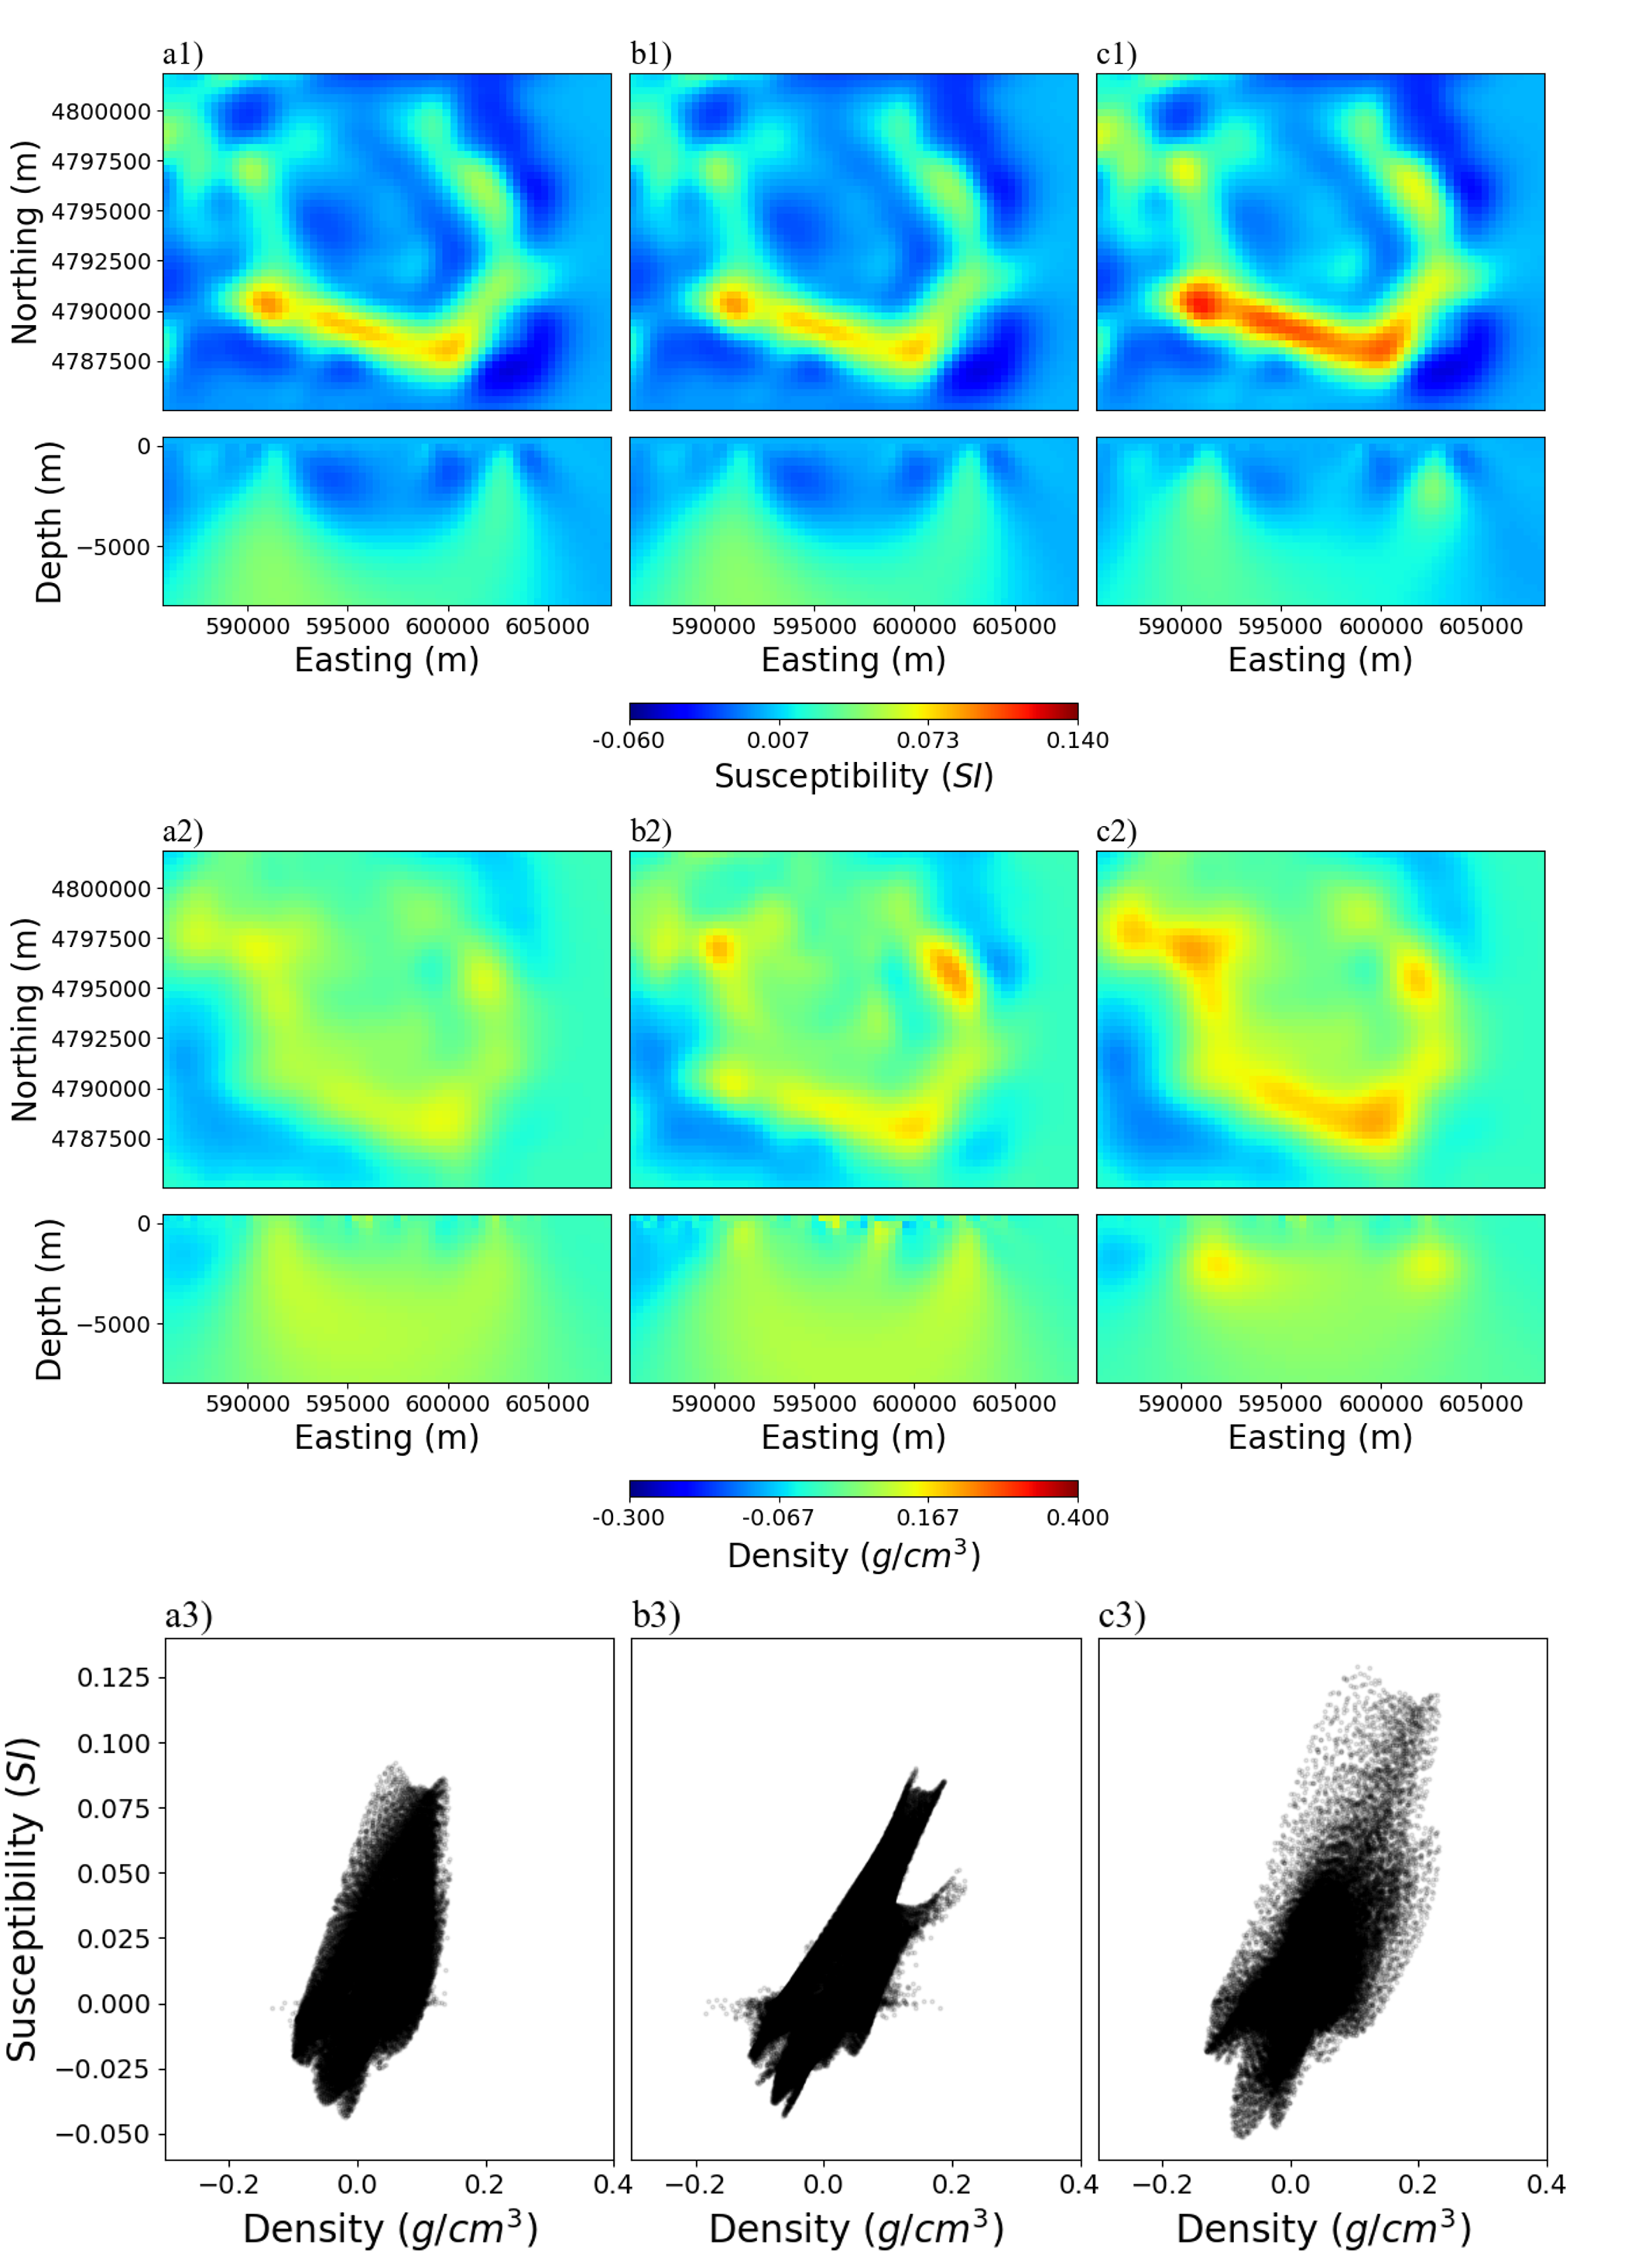 a1) b1) c1)
4800000
4797500
4795000
4792500
4790000
4787500
Northing (m)
0
−5000
Depth (m)
590000 595000 600000 605000 590000 595000 600000 605000 590000 595000 600000 605000
Easting (m) Easting (m) Easting (m)
-0.060 0.007 0.073 0.140
Susceptibility (SI)
a2) b2) c2)
4800000
4797500
4795000
4792500
4790000
4787500
Northing (m)
0
−5000
Depth (m)
590000 595000 600000 605000 590000 595000 600000 605000 590000 595000 600000 605000
Easting (m) Easting (m) Easting (m)
-0.300 -0.067 0.167 0.400
Density (g/cm³)
a3) b3) c3)
0.125
0.100
0.075
0.050
0.025
0.000
−0.025
−0.050
Susceptibility (SI)
−0.2 0.0 0.2 0.4 −0.2 0.0 0.2 0.4 −0.2 0.0 0.2 0.4
Density (g/cm³) Density (g/cm³) Density (g/cm³)